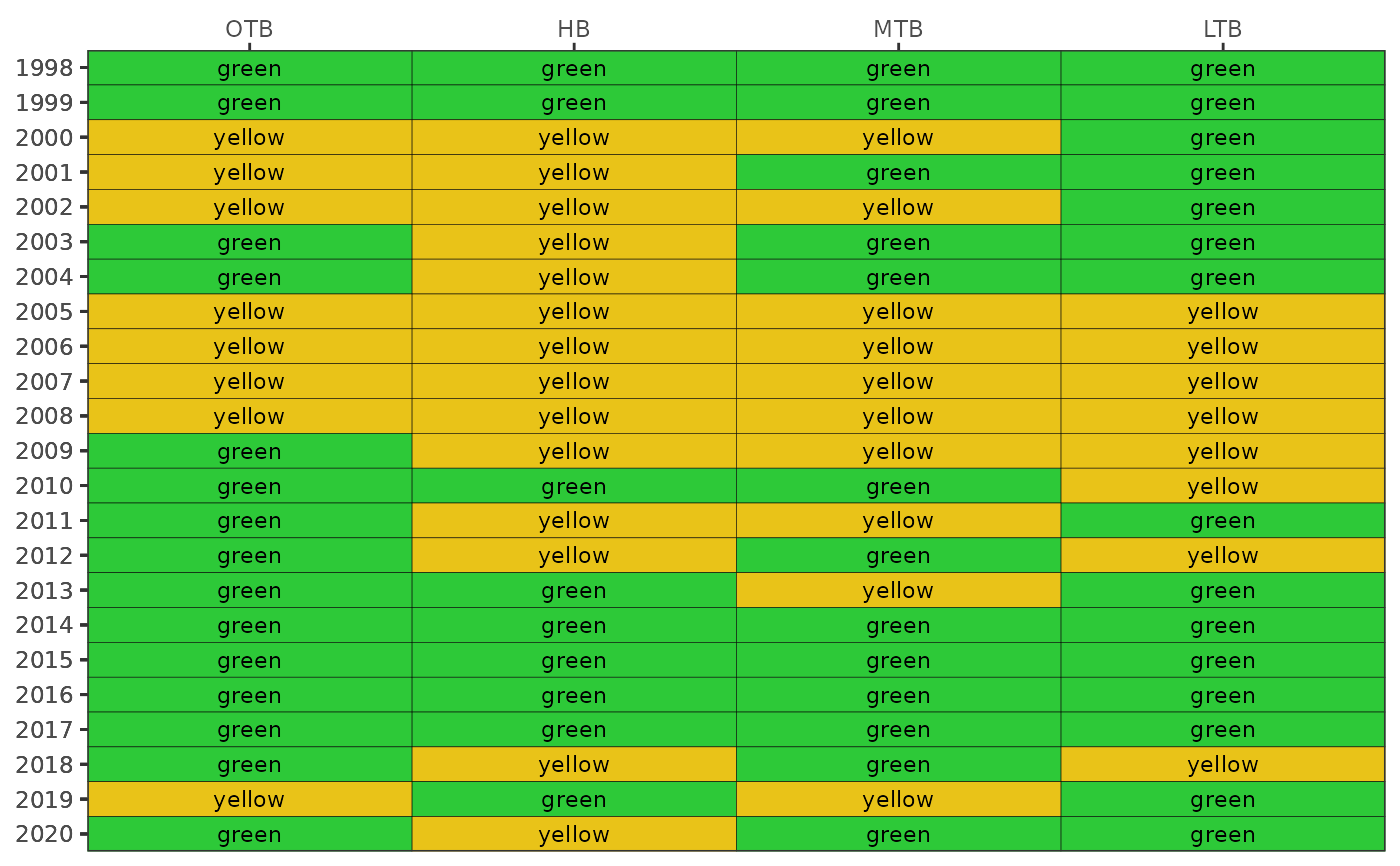 OTB HB MTB LTB
1998 green green green green
1999 green green green green
2000 yellow yellow yellow green
2001 yellow yellow green green
2002 yellow yellow yellow green
2003 green yellow green green
2004 green yellow green green
2005 yellow yellow yellow yellow
2006 yellow yellow yellow yellow
2007 yellow yellow yellow yellow
2008 yellow yellow yellow yellow
2009 green yellow yellow yellow
2010 green green green yellow
2011 green yellow yellow green
2012 green yellow green yellow
2013 green green yellow green
2014 green green green green
2015 green green green green
2016 green green green green
2017 green green green green
2018 green yellow green yellow
2019 yellow green yellow green
2020 green yellow green green